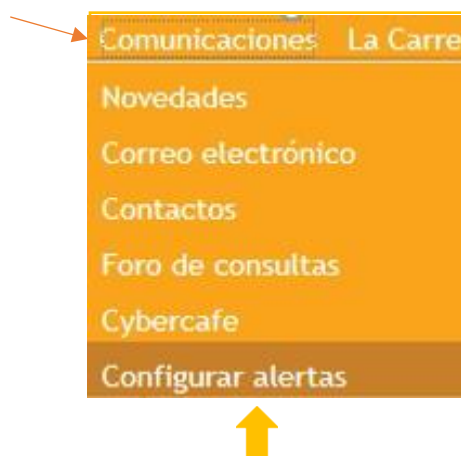 Comunicaciones La Carre
Novedades
Correo electrónico
Contactos
Foro de consultas
Cybercafe
Configurar alertas